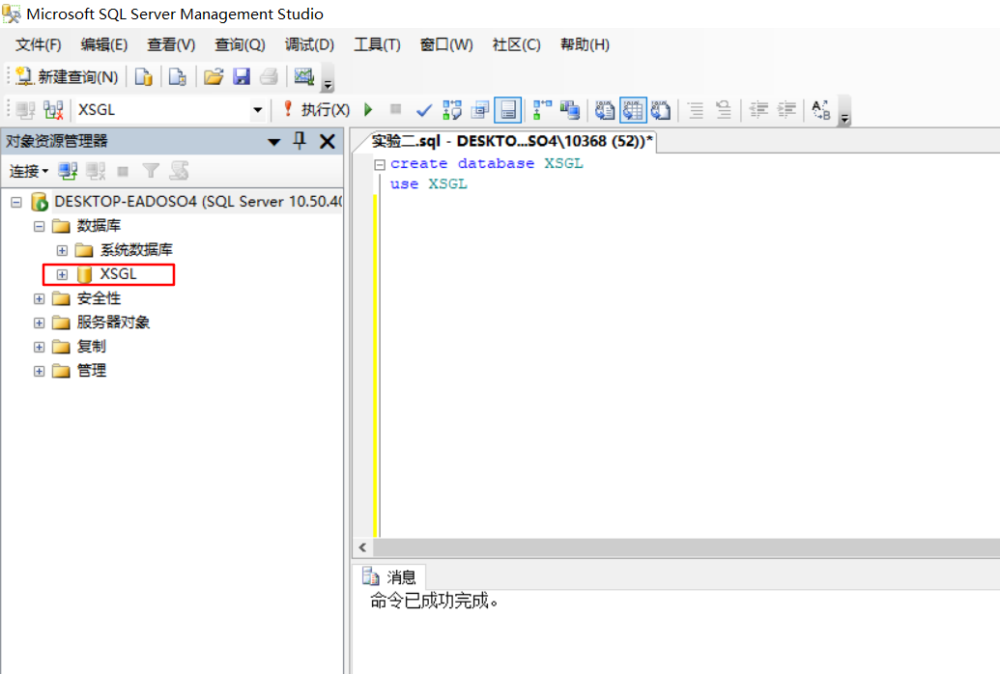 Microsoft SQL Server Management Studio
文件(F) 编辑(E) 查看(V) 查询(Q) 调试(D) 工具(T) 窗口(W) 社区(C) 帮助(H)
新建查询(N)
XSGL 执行(X)
对象资源管理器
连接
DESKTOP-EADOSO4 (SQL Server 10.50.40
数据库
系统数据库
XSGL
安全性
服务器对象
复制
管理
实验二.sql - DESKTO...SO4\10368 (52))*
create database XSGL
use XSGL
消息
命令已成功完成。